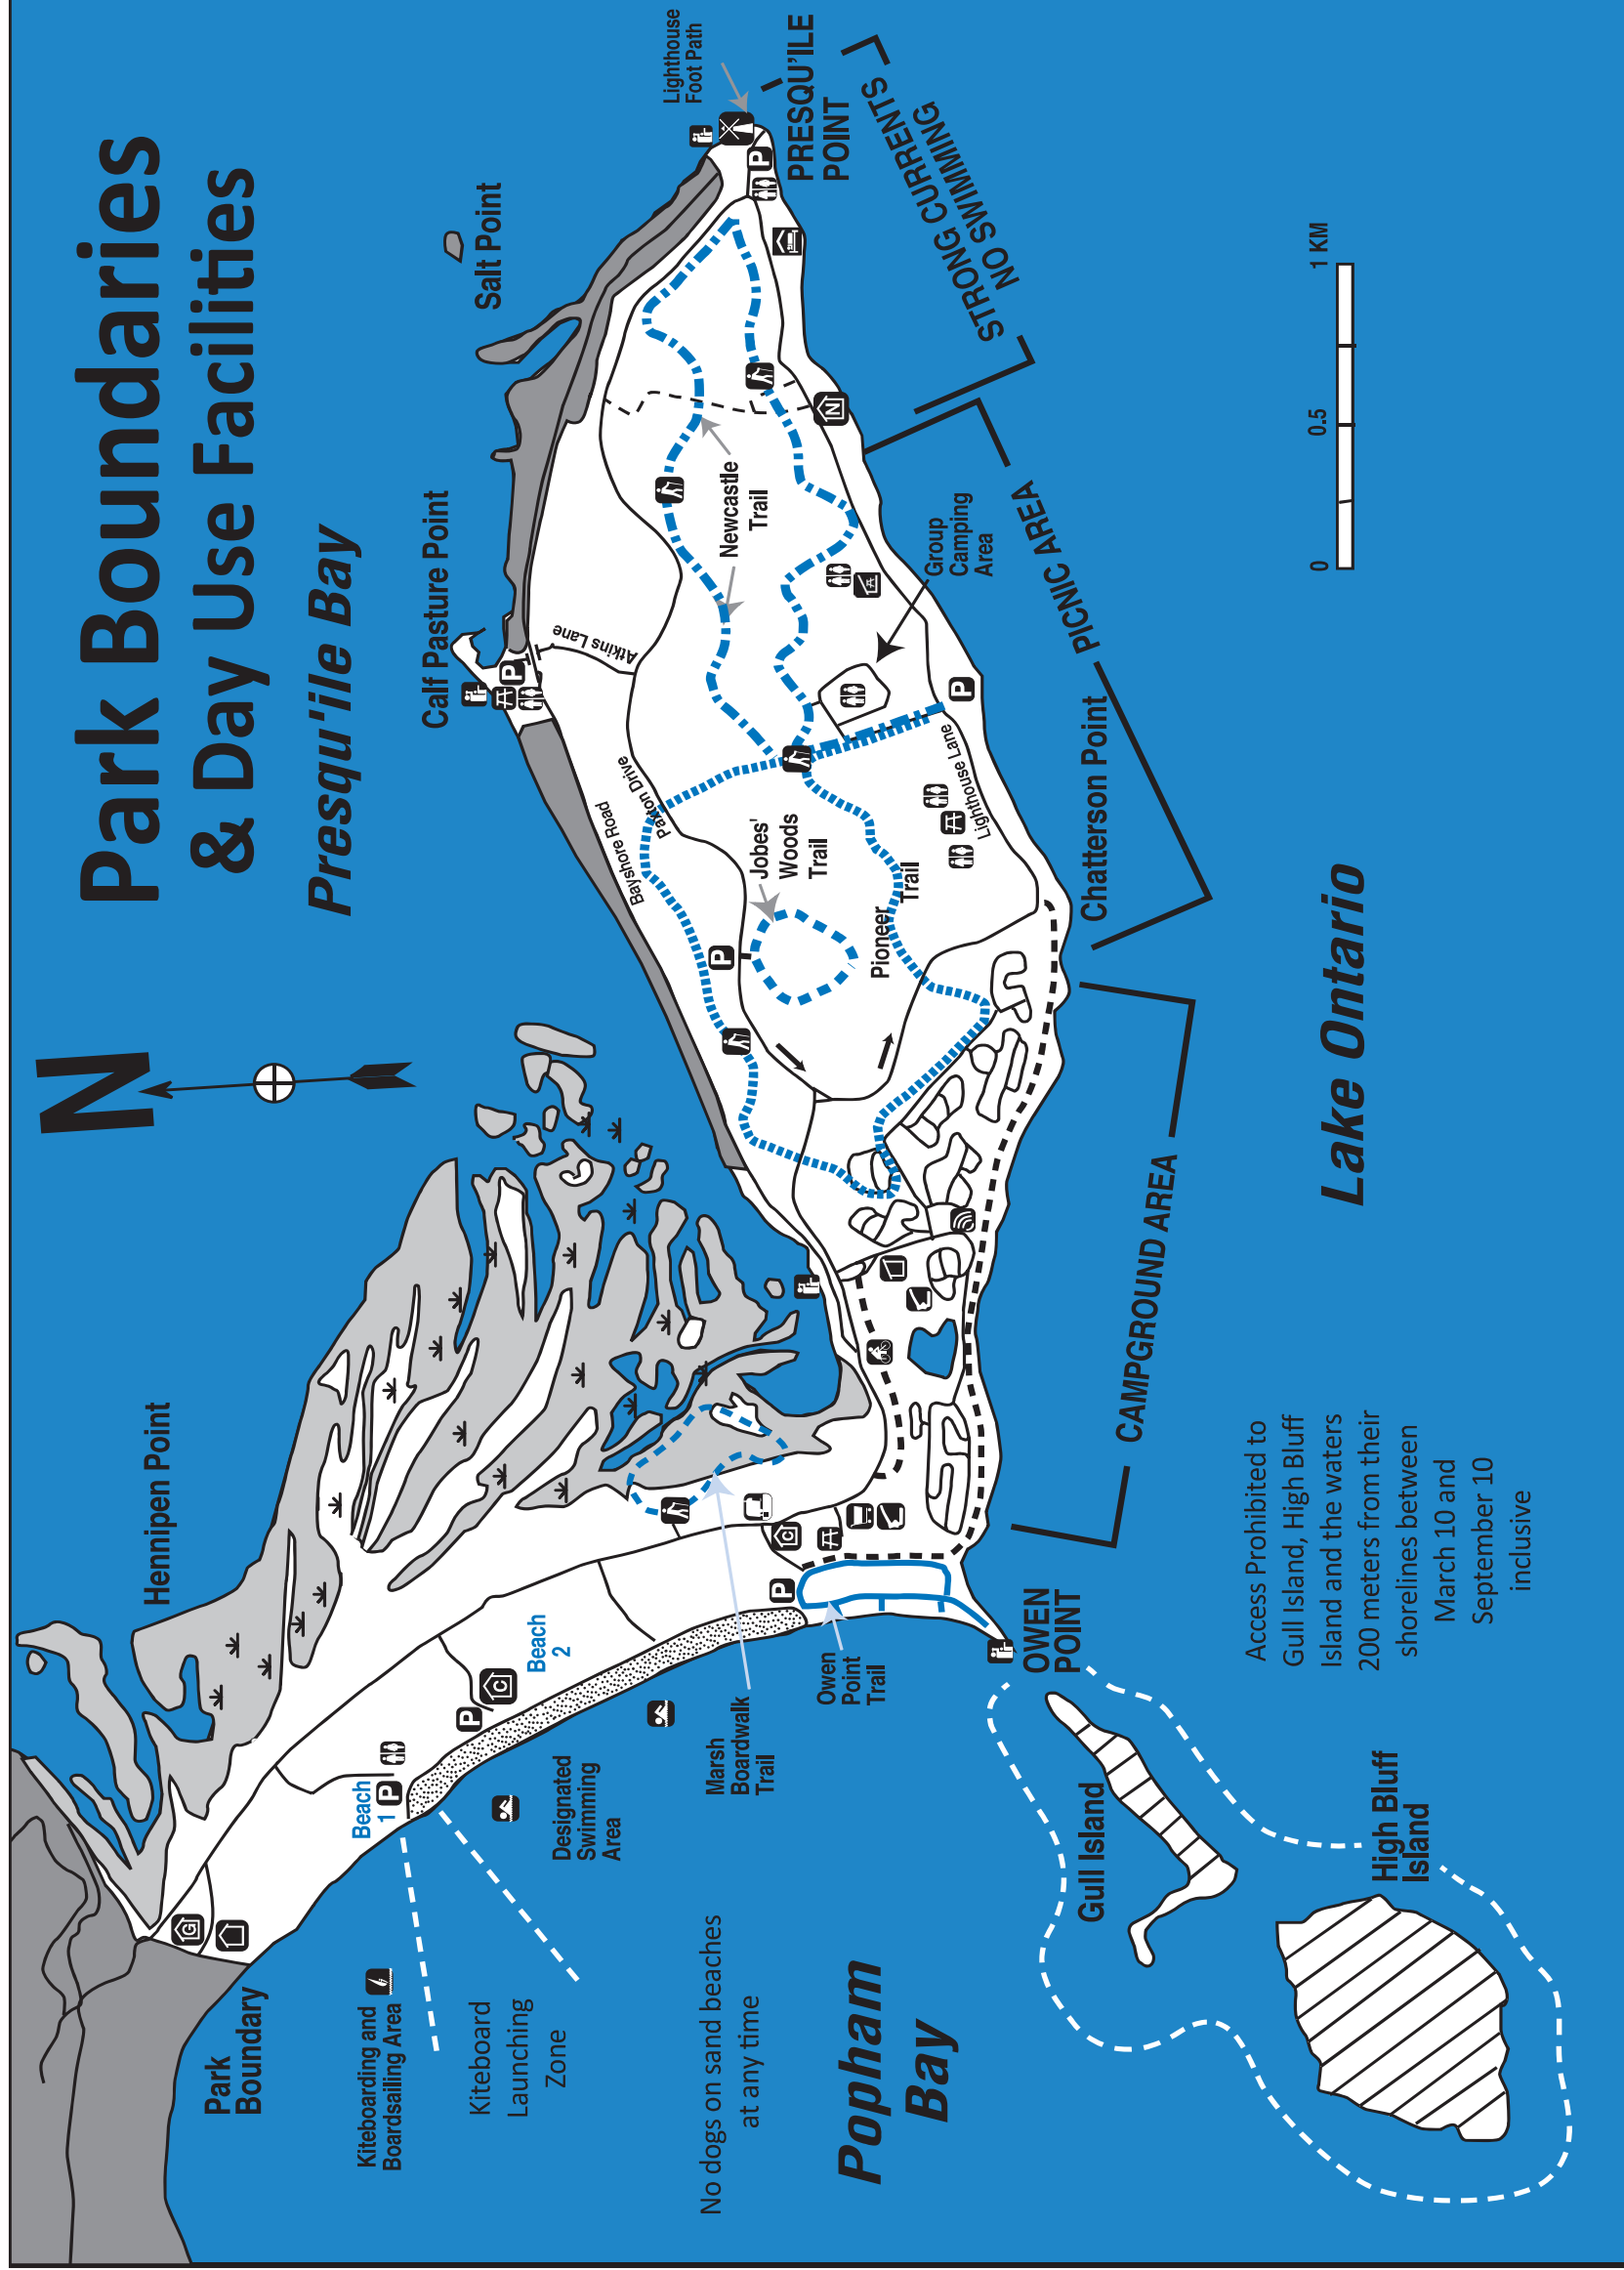 Park Boundaries
& Day Use Facilities
Presqu'ile Bay
N
Hennipen Point
Calf Pasture Point
Salt Point
Lighthouse
Foot Path
PRESQU'ILE
POINT
STRONG CURRENTS
NO SWIMMING
Park
Boundary
G
Kiteboarding and
Boardsailing Area
Kiteboard
Launching
Zone
Beach
1
P
P
C
Beach
2
Designated
Swimming
Area
No dogs on sand beaches
at any time
Marsh
Boardwalk
Trail
Owen
Point
Trail
P
C
Popham
Bay
OWEN
POINT
Gull Island
High Bluff
Island
Access Prohibited to
Gull Island, High Bluff
Island and the waters
200 meters from their
shorelines between
March 10 and
September 10
inclusive
CAMPGROUND AREA
Bayshore Road
Paxton Drive
Atkins Lane
P
P
Jobes'
Woods
Trail
Pioneer
Trail
Lighthouse Lane
P
Newcastle
Trail
Group
Camping
Area
N
P
Chatterson Point
PICNIC AREA
Lake Ontario
0
0.5
1 KM